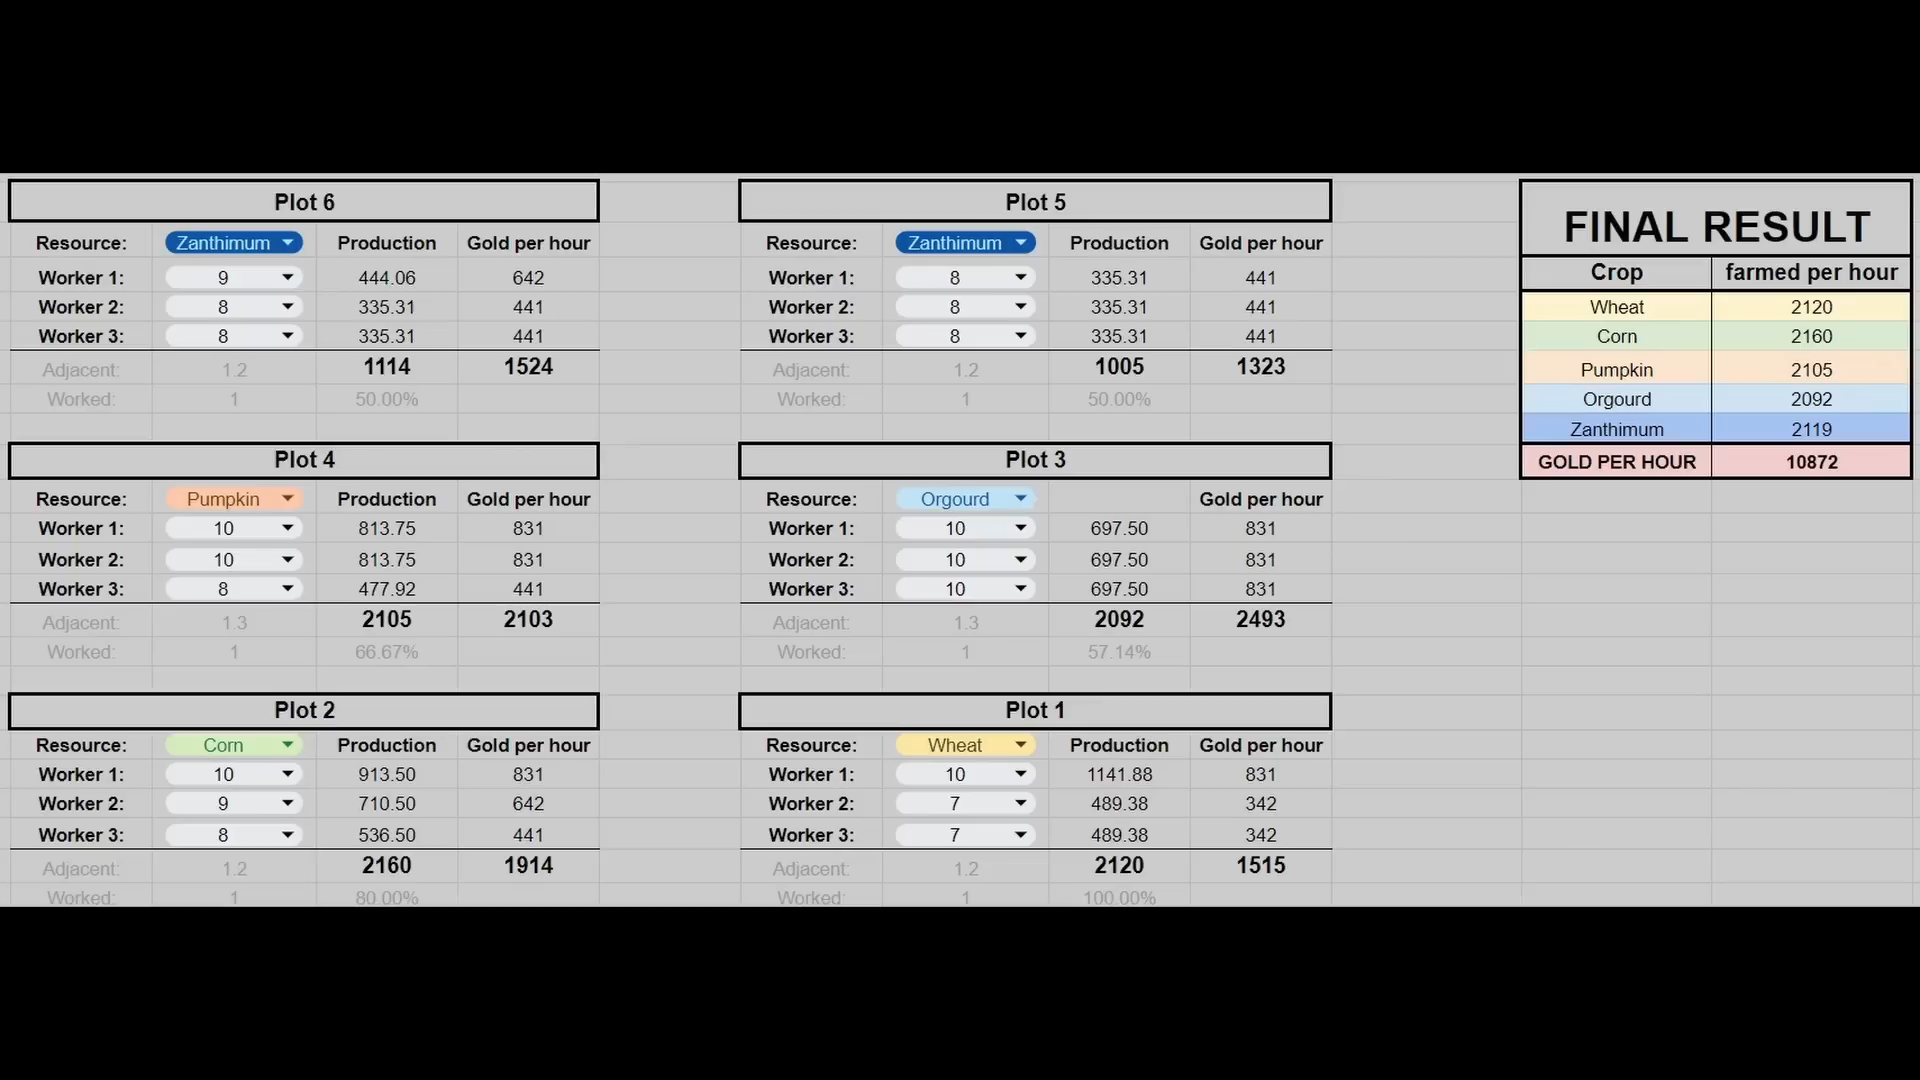 Plot 6
Resource: Zanthimum Production Gold per hour
Worker 1: 9 444.06 642
Worker 2: 8 335.31 441
Worker 3: 8 335.31 441
Adjacent: 1.2 1114 1524
Worked: 1 50.00%
Plot 5
Resource: Zanthimum Production Gold per hour
Worker 1: 8 335.31 441
Worker 2: 8 335.31 441
Worker 3: 8 335.31 441
Adjacent: 1.2 1005 1323
Worked: 1 50.00%
FINAL RESULT
Crop farmed per hour
Wheat 2120
Corn 2160
Pumpkin 2105
Orgourd 2092
Zanthimum 2119
GOLD PER HOUR 10872
Plot 4
Resource: Pumpkin Production Gold per hour
Worker 1: 10 813.75 831
Worker 2: 10 813.75 831
Worker 3: 8 477.92 441
Adjacent: 1.3 2105 2103
Worked: 1 66.67%
Plot 3
Resource: Orgourd Gold per hour
Worker 1: 10 697.50 831
Worker 2: 10 697.50 831
Worker 3: 10 697.50 831
Adjacent: 1.3 2092 2493
Worked: 1 57.14%
Plot 2
Resource: Corn Production Gold per hour
Worker 1: 10 913.50 831
Worker 2: 9 710.50 642
Worker 3: 8 536.50 441
Adjacent: 1.2 2160 1914
Worked: 1 80.00%
Plot 1
Resource: Wheat Production Gold per hour
Worker 1: 10 1141.88 831
Worker 2: 7 489.38 342
Worker 3: 7 489.38 342
Adjacent: 1.2 2120 1515
Worked: 1 100.00%